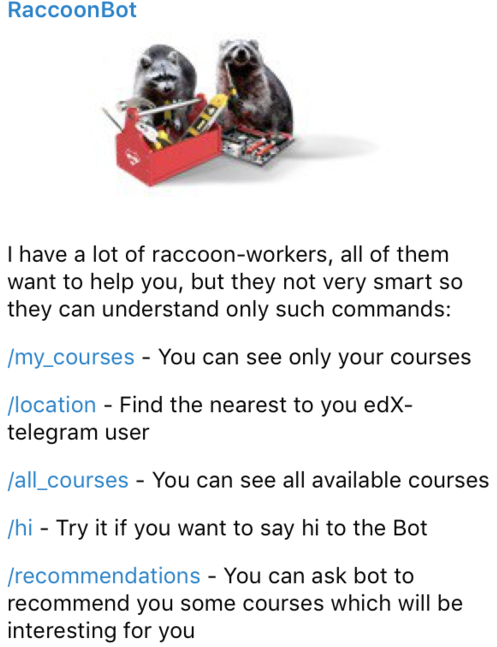 RaccoonBot
I have a lot of raccoon-workers, all of them
want to help you, but they not very smart so
they can understand only such commands:
/my_courses - You can see only your courses
/location - Find the nearest to you edX-
telegram user
/all_courses - You can see all available courses
/hi - Try it if you want to say hi to the Bot
/recommendations - You can ask bot to
recommend you some courses which will be
interesting for you